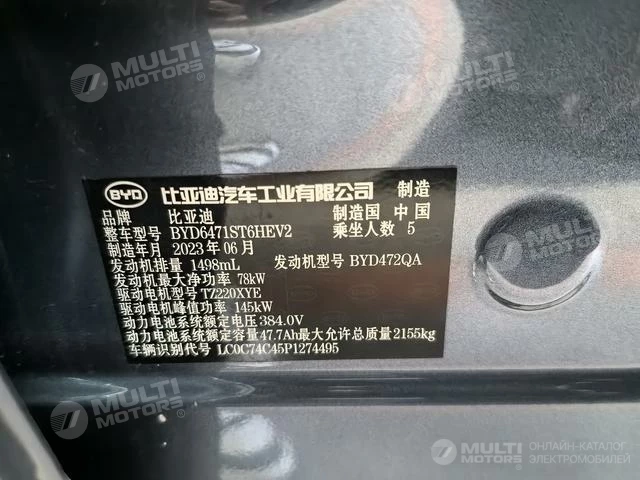 MULTI MOTORS®
MULTI MOTORS®
BYD 比亚迪汽车工业有限公司 制造
品牌 比亚迪 制造国 中国
整车型号 BYD6471ST6HEV2 乘坐人数 5
制造年月 2023年06月
发动机排量 1498mL 发动机型号 BYD472QA
发动机最大净功率 78kW
驱动电机型号 TZ220XYE
驱动电机峰值功率 145kW
动力电池系统额定电压 384.0V
动力电池系统额定容量 47.7Ah 最大允许总质量 2155kg
车辆识别代号 LC0C74C45P1274495
MULTI MOTORS®
MULTI MOTORS®
ОНЛАЙН-КАТАЛОГ
ЭЛЕКТРОМОБИЛЕЙ